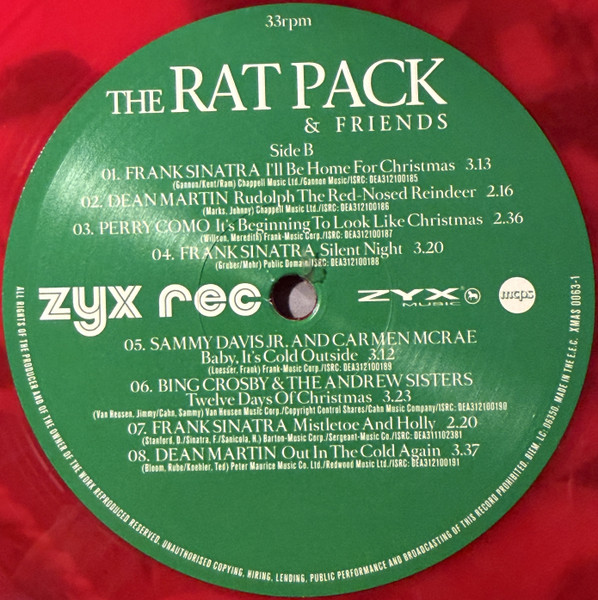 33rpm
THE RAT PACK
& FRIENDS
Side B
01. FRANK SINATRA I'll Be Home For Christmas 3.13
(Gannon/Kent/Ram) Chappell Music Ltd./Gannon Music/ISRC: DEA312100185
02. DEAN MARTIN Rudolph The Red-Nosed Reindeer 2.16
(Marks, Johnny) Chappell Music Ltd./ISRC: DEA312100186
03. PERRY COMO It's Beginning To Look Like Christmas 2.36
(Willson, Meredith) Frank-Music Corp./ISRC: DEA312100187
04. FRANK SINATRA Silent Night 3.20
(Gruber/Mohr) Public Domain/ISRC: DEA312100188
zyx rec
ZYX
MUSIC
mcps
05. SAMMY DAVIS JR. AND CARMEN MCRAE
Baby, It's Cold Outside 3.12
(Loesser, Frank) Frank-Music Corp./ISRC: DEA312100189
06. BING CROSBY & THE ANDREW SISTERS
Twelve Days Of Christmas 3.23
(Van Heusen, Jimmy/Cahn, Sammy) Van Heusen Music Corp./Copyright Control Shares/Cahn Music Company/ISRC: DEA312100190
07. FRANK SINATRA Mistletoe And Holly 2.20
(Stanford, D./Sinatra, F./Sanicola, H.) Barton-Music Corp./Sergeant-Music Co./ISRC: DEA311102381
08. DEAN MARTIN Out In The Cold Again 3.37
(Bloom, Rube/Koehler, Ted) Peter Maurice Music Co. Ltd./Redwood Music Ltd./ISRC: DEA312100191
ALL RIGHTS OF THE PRODUCER AND OF THE OWNER OF THE WORK REPRODUCED RESERVED. UNAUTHORISED COPYING, HIRING, LENDING, PUBLIC PERFORMANCE AND BROADCASTING OF THIS RECORD PROHIBITED. BIEM, LC: 06350, MADE IN THE E.E.C. XMAS 0063-1